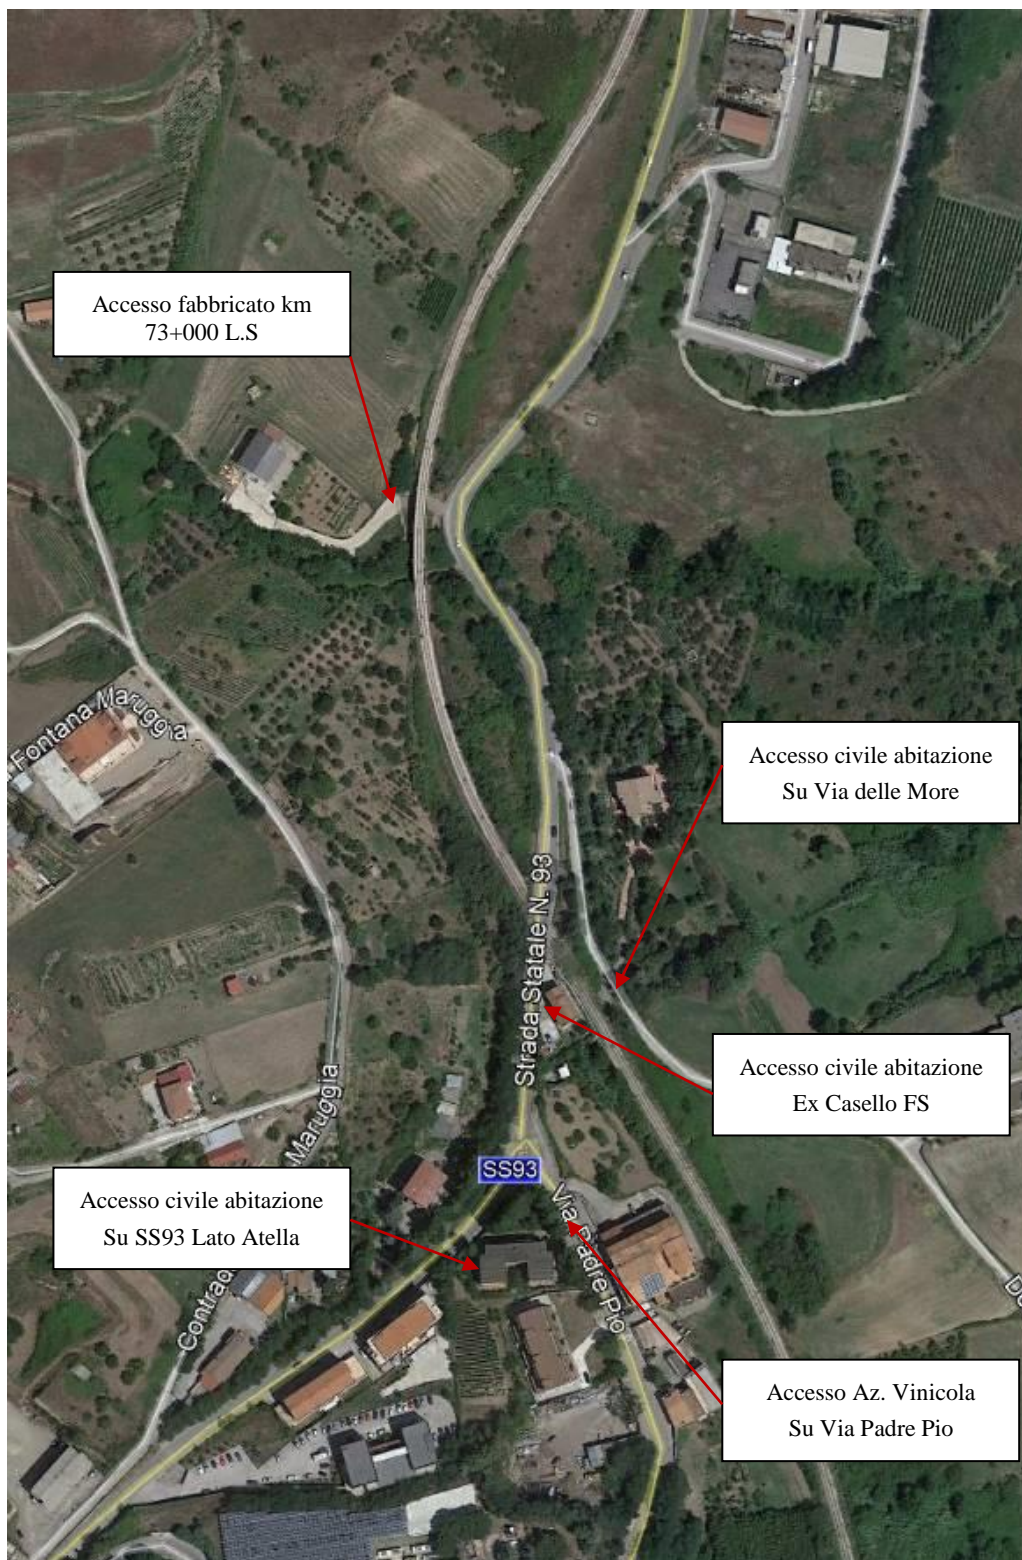 Accesso fabbricato km
73+000 L.S
Fontana Maruggia
Accesso civile abitazione
Su Via delle More
Strada Statale N. 93
Accesso civile abitazione
Ex Casello FS
Contrada Maruggia
SS93
Accesso civile abitazione
Su SS93 Lato Atella
Via Padre Pio
Accesso Az. Vinicola
Su Via Padre Pio